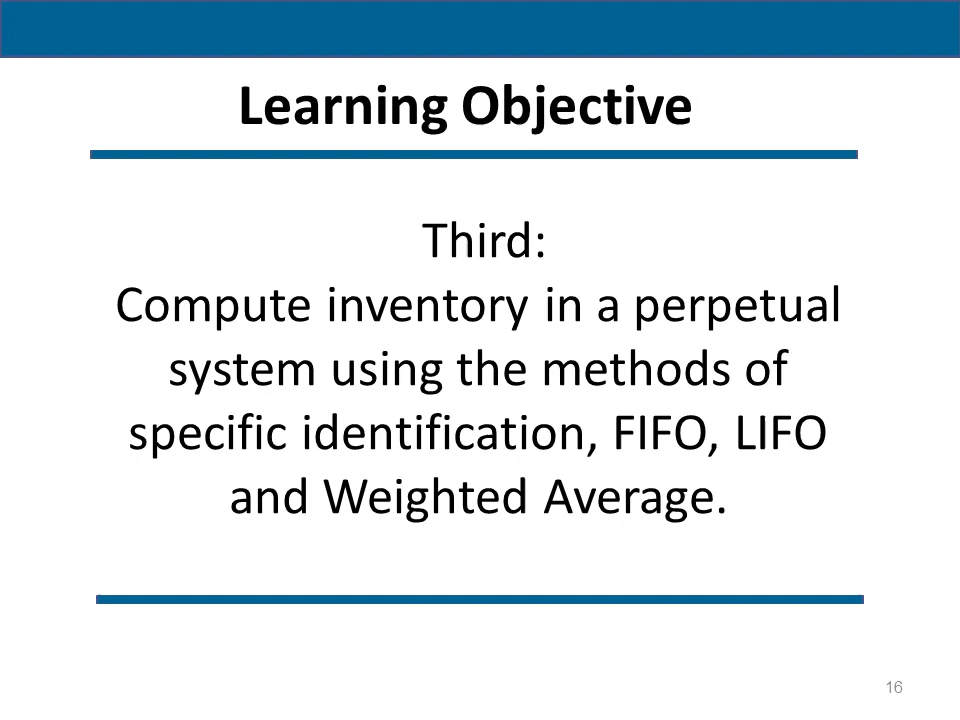 Learning Objective
Third:
Compute inventory in a perpetual
system using the methods of
specific identification, FIFO, LIFO
and Weighted Average.
16